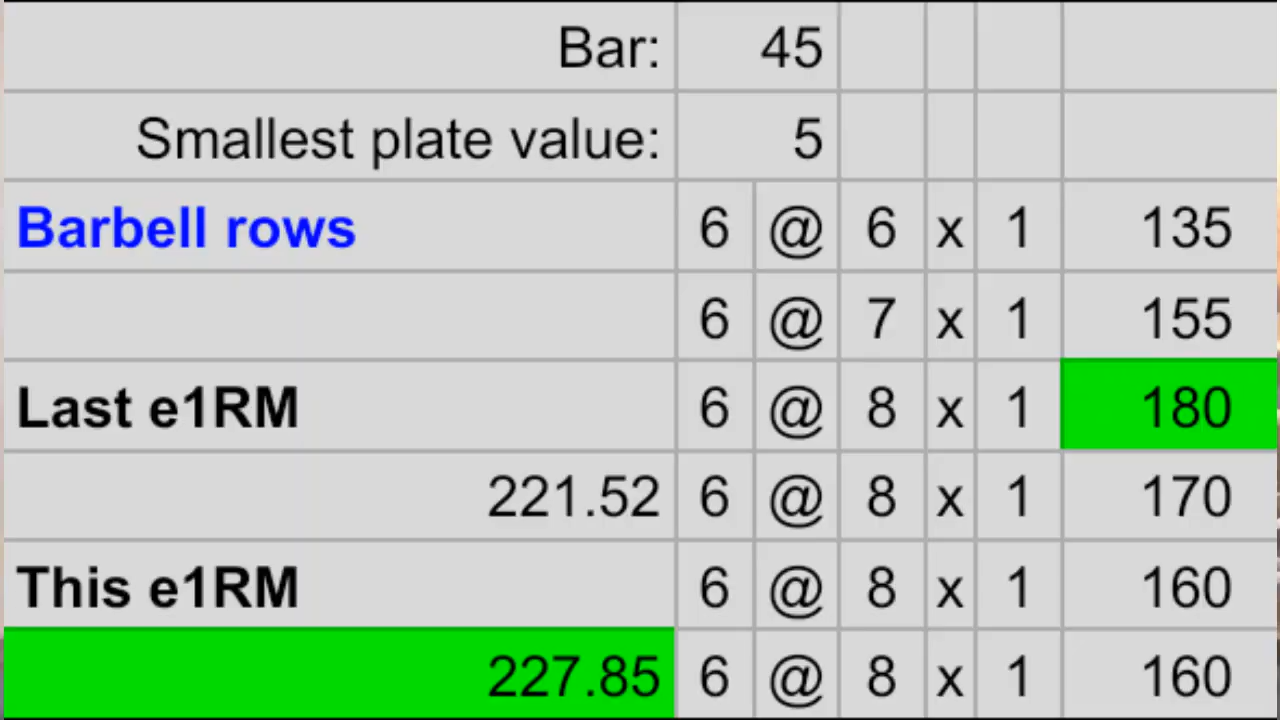 Bar: 45
Smallest plate value: 5
Barbell rows 6 @ 6 x 1 135
6 @ 7 x 1 155
Last e1RM 6 @ 8 x 1 180
221.52 6 @ 8 x 1 170
This e1RM 6 @ 8 x 1 160
227.85 6 @ 8 x 1 160